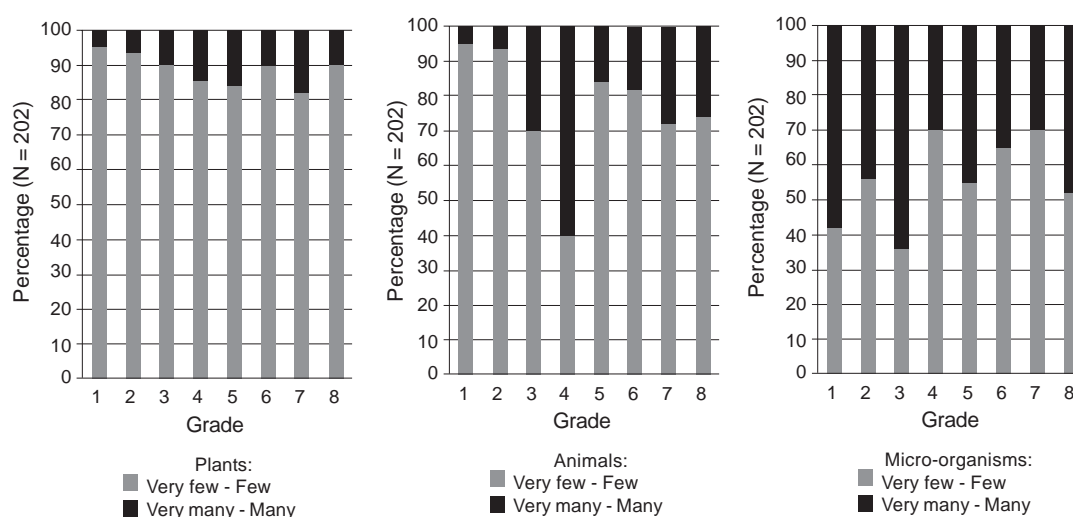 Percentage (N = 202)
100
90
80
70
60
50
40
30
20
10
0
1 2 3 4 5 6 7 8
Grade
Plants:
Very few - Few
Very many - Many
Percentage (N = 202)
100
90
80
70
60
50
40
30
20
10
0
1 2 3 4 5 6 7 8
Grade
Animals:
Very few - Few
Very many - Many
Percentage (N = 202)
100
90
80
70
60
50
40
30
20
10
0
1 2 3 4 5 6 7 8
Grade
Micro-organisms:
Very few - Few
Very many - Many